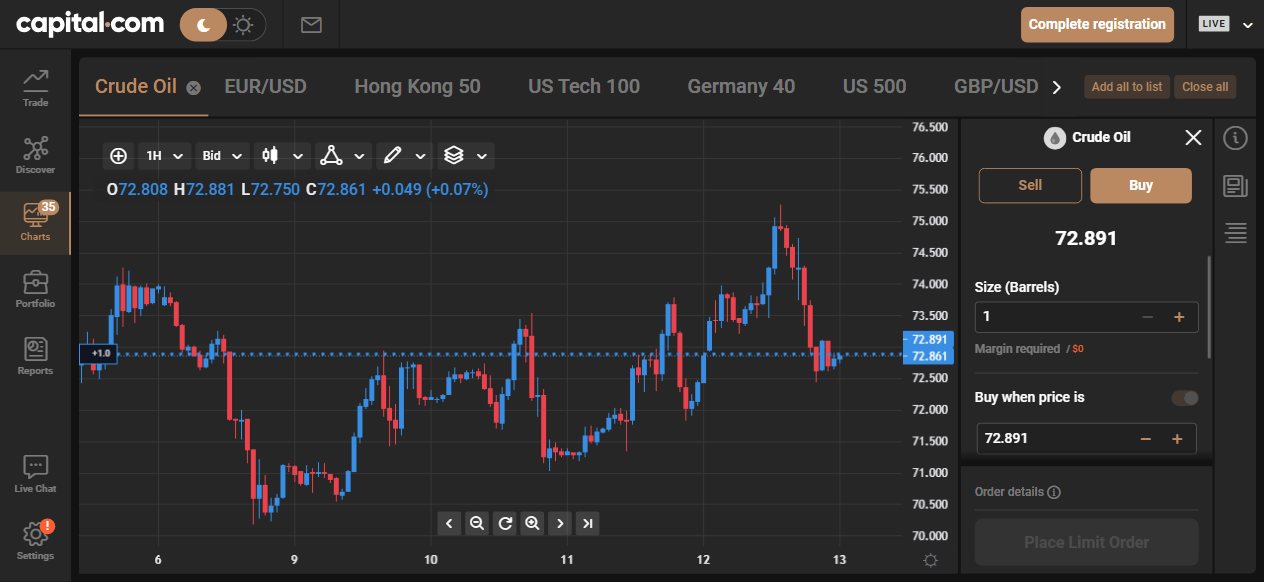 capital.com
Complete registration
LIVE
Trade
Discover
35
Charts
Portfolio
Reports
Live Chat
!
Settings
Crude Oil
EUR/USD
Hong Kong 50
US Tech 100
Germany 40
US 500
GBP/USD
Add all to list
Close all
1H
Bid
O72.808 H72.881 L72.750 C72.861 +0.049 (+0.07%)
+1.0
76.500
76.000
75.500
75.000
74.500
74.000
73.500
72.891
72.861
72.500
72.000
71.500
71.000
70.500
70.000
6
9
10
11
12
13
Crude Oil
Sell
Buy
72.891
Size (Barrels)
1
Margin required / $0
Buy when price is
72.891
Order details
Place Limit Order